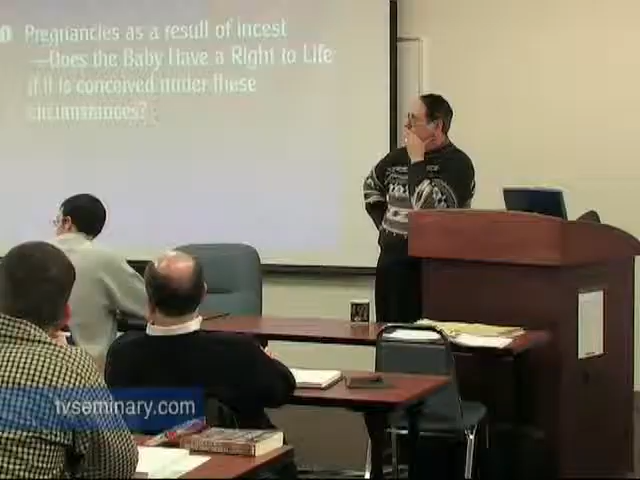 Pregnancies as a result of incest
—Does the Baby Have a Right to Life
if it is conceived under these
circumstances?
tvseminary.com